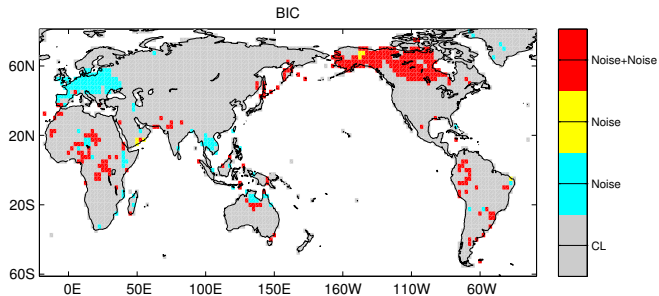 BIC
60N
20N
20S
60S
0E 50E 100E 150E 160W 110W 60W
Noise+Noise
Noise
Noise
CL